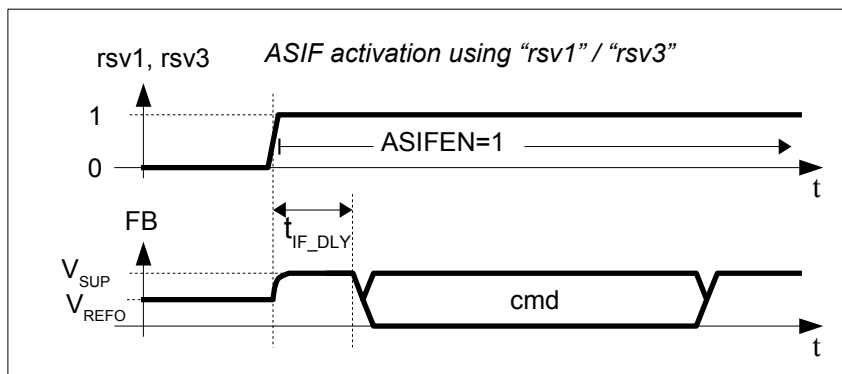 rsv1, rsv3 ASIF activation using “rsv1” / “rsv3”
1
ASIFEN=1
0
t
FB
tIF_DLY
VSUP
cmd
VREFO
t